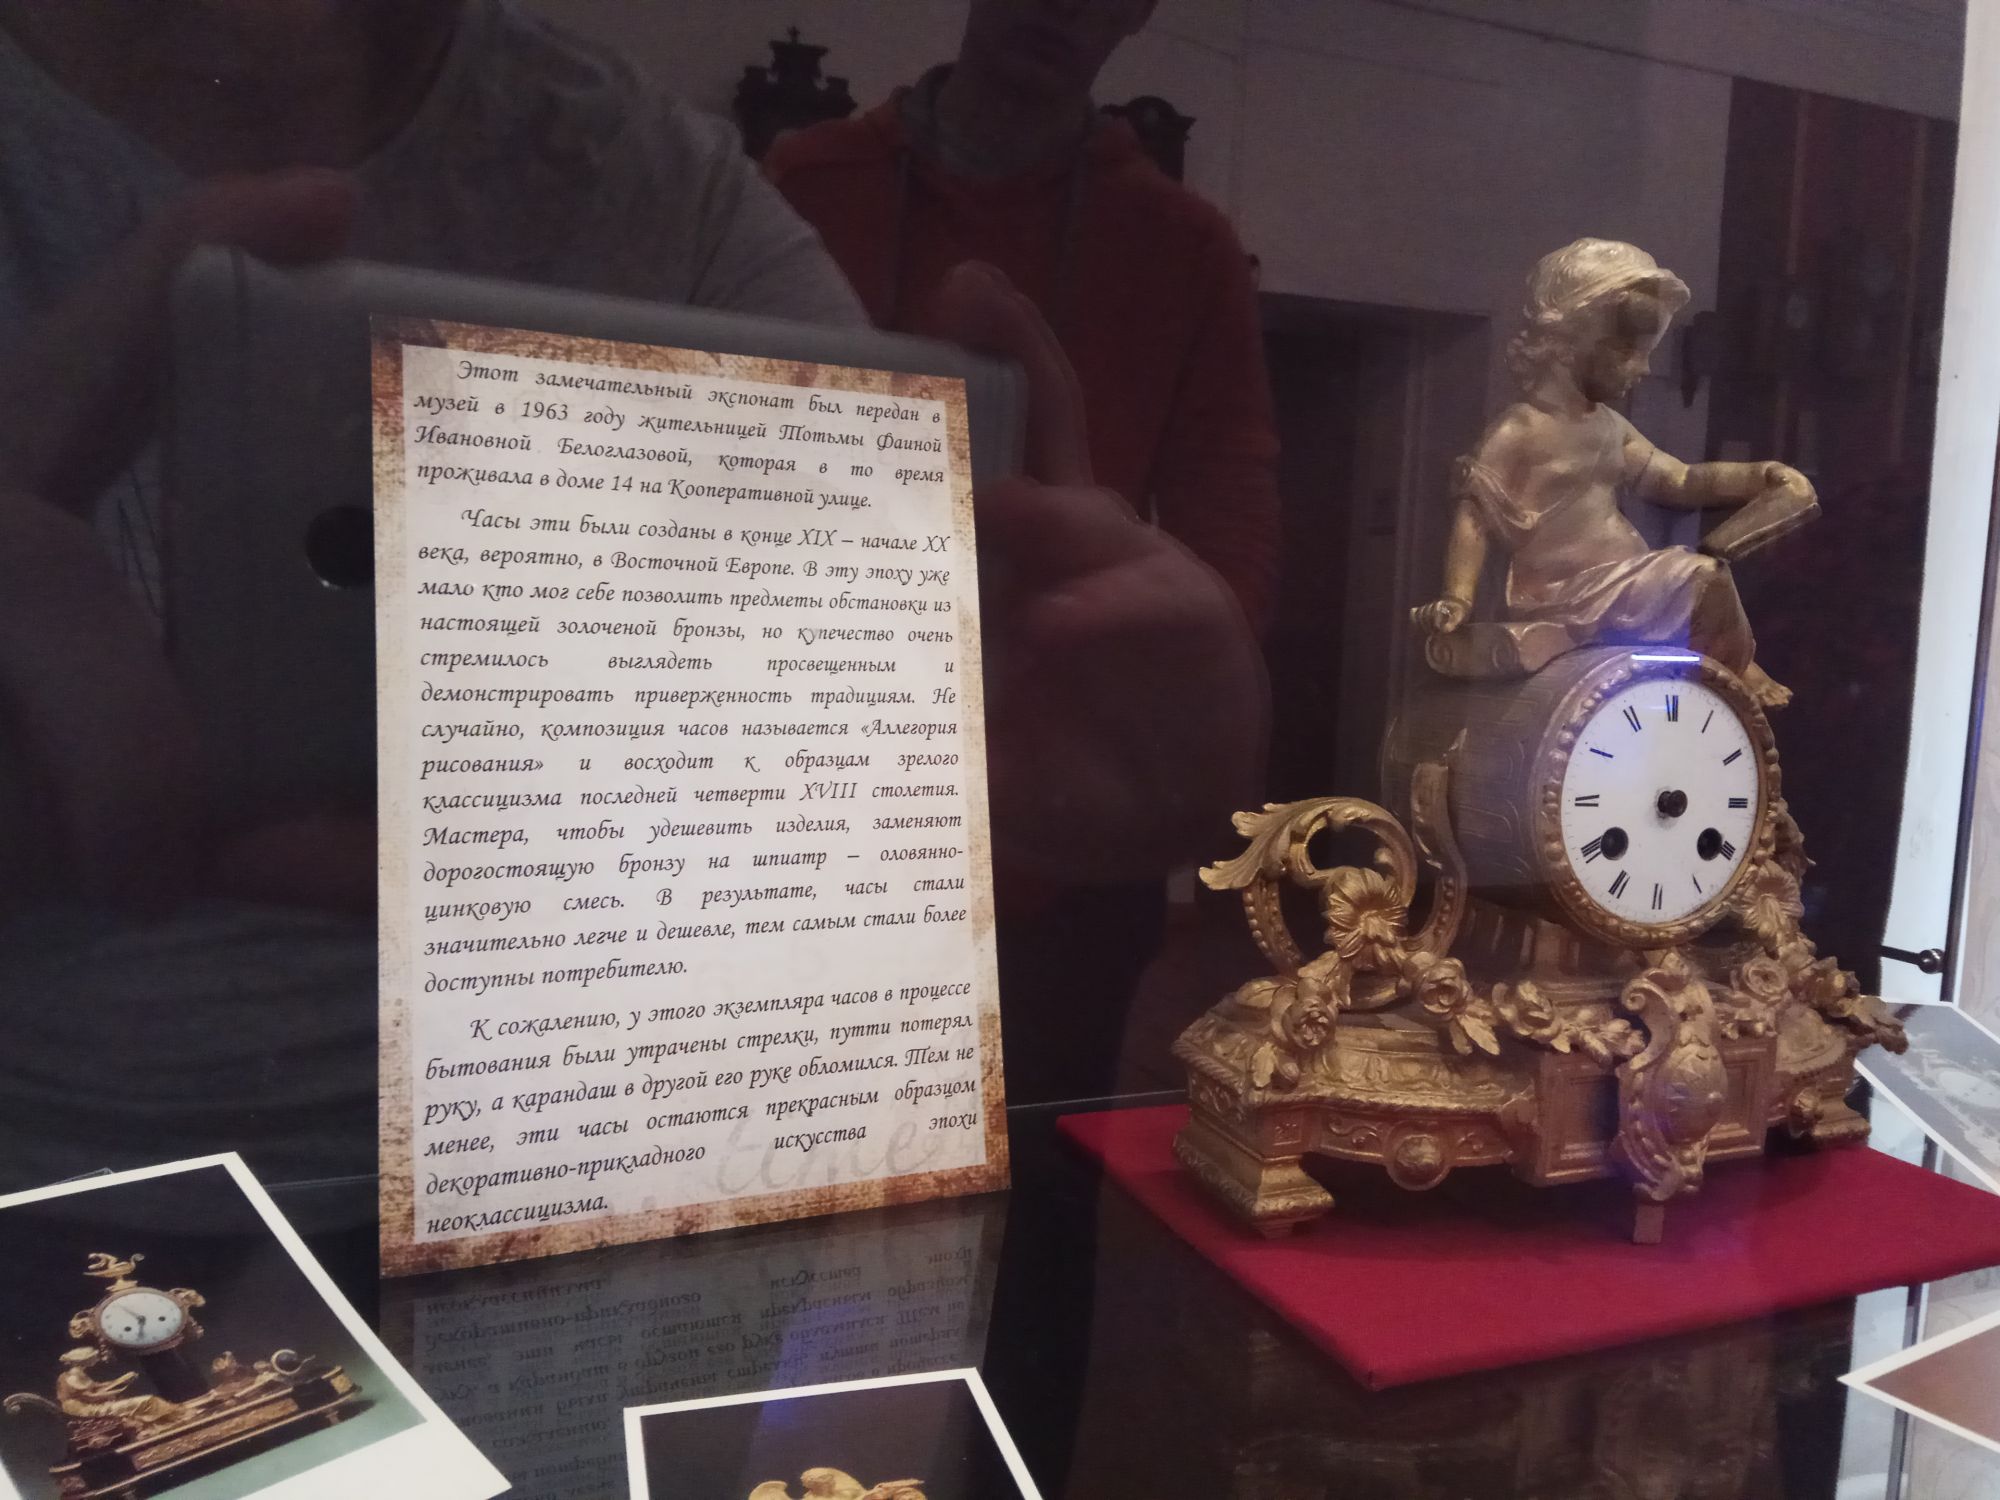 Этот замечательный экспонат был передан в
музей в 1963 году жительницей Тотьмы Фаиной
Ивановной Белоглазовой, которая в то время
проживала в доме 14 на Кооперативной улице.
Часы эти были созданы в конце XIX – начале XX
века, вероятно, в Восточной Европе. В эту эпоху уже
мало кто мог себе позволить предметы обстановки из
настоящей золоченой бронзы, но купечество очень
стремилось выглядеть просвещенным и
демонстрировать приверженность традициям. Не
случайно, композиция часов называется «Аллегория
рисования» и восходит к образцам зрелого
классицизма последней четверти XVIII столетия.
Мастера, чтобы удешевить изделия, заменяют
дорогостоящую бронзу на шпиатр – оловянно-
цинковую смесь. В результате, часы стали
значительно легче и дешевле, тем самым стали более
доступны потребителю.
К сожалению, у этого экземпляра часов в процессе
бытования были утрачены стрелки, путти потерял
руку, а карандаш в другой его руке обломился. Тем не
менее, эти часы остаются прекрасным образцом
декоративно-прикладного искусства эпохи
неоклассицизма.